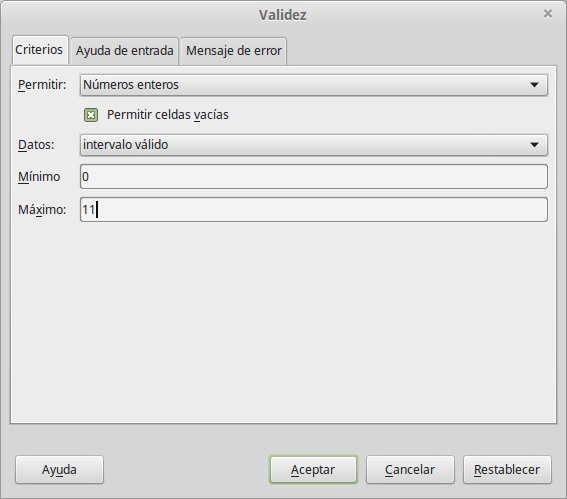 Validez
Criterios Ayuda de entrada Mensaje de error
Permitir: Números enteros
Permitir celdas vacías
Datos: intervalo válido
Mínimo 0
Máximo: 11
Ayuda Aceptar Cancelar Restablecer